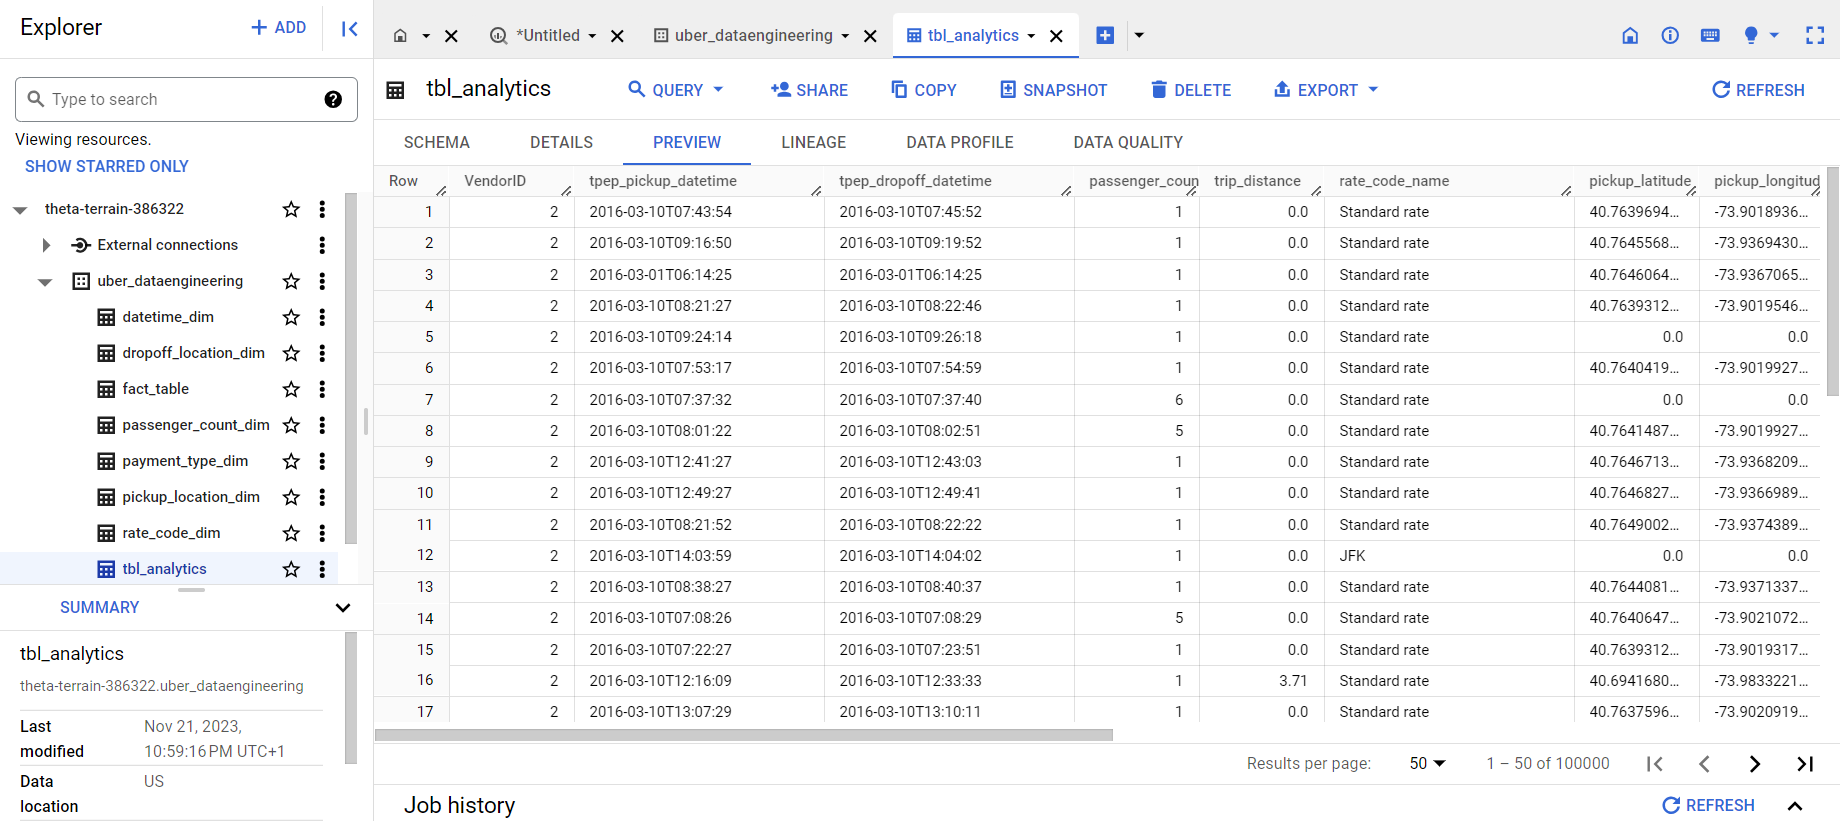 Explorer
+ ADD
Type to search
Viewing resources.
SHOW STARRED ONLY
theta-terrain-386322
External connections
uber_dataengineering
datetime_dim
dropoff_location_dim
fact_table
passenger_count_dim
payment_type_dim
pickup_location_dim
rate_code_dim
tbl_analytics
SUMMARY
tbl_analytics
theta-terrain-386322.uber_dataengineering
Last modified Nov 21, 2023, 10:59:16 PM UTC+1
Data location US
*Untitled uber_dataengineering tbl_analytics
tbl_analytics QUERY SHARE COPY SNAPSHOT DELETE EXPORT REFRESH
SCHEMA DETAILS PREVIEW LINEAGE DATA PROFILE DATA QUALITY
Row VendorID tpep_pickup_datetime tpep_dropoff_datetime passenger_coun trip_distance rate_code_name pickup_latitude pickup_longitud
1 2 2016-03-10T07:43:54 2016-03-10T07:45:52 1 0.0 Standard rate 40.7639694... -73.9018936...
2 2 2016-03-10T09:16:50 2016-03-10T09:19:52 1 0.0 Standard rate 40.7645568... -73.9369430...
3 2 2016-03-01T06:14:25 2016-03-01T06:14:25 1 0.0 Standard rate 40.7646064... -73.9367065...
4 2 2016-03-10T08:21:27 2016-03-10T08:22:46 1 0.0 Standard rate 40.7639312... -73.9019546...
5 2 2016-03-10T09:24:14 2016-03-10T09:26:18 1 0.0 Standard rate 0.0 0.0
6 2 2016-03-10T07:53:17 2016-03-10T07:54:59 1 0.0 Standard rate 40.7640419... -73.9019927...
7 2 2016-03-10T07:37:32 2016-03-10T07:37:40 6 0.0 Standard rate 0.0 0.0
8 2 2016-03-10T08:01:22 2016-03-10T08:02:51 5 0.0 Standard rate 40.7641487... -73.9019927...
9 2 2016-03-10T12:41:27 2016-03-10T12:43:03 1 0.0 Standard rate 40.7646713... -73.9368209...
10 2 2016-03-10T12:49:27 2016-03-10T12:49:41 1 0.0 Standard rate 40.7646827... -73.9366989...
11 2 2016-03-10T08:21:52 2016-03-10T08:22:22 1 0.0 Standard rate 40.7649002... -73.9374389...
12 2 2016-03-10T14:03:59 2016-03-10T14:04:02 1 0.0 JFK 0.0 0.0
13 2 2016-03-10T08:38:27 2016-03-10T08:40:37 1 0.0 Standard rate 40.7644081... -73.9371337...
14 2 2016-03-10T07:08:26 2016-03-10T07:08:29 5 0.0 Standard rate 40.7640647... -73.9021072...
15 2 2016-03-10T07:22:27 2016-03-10T07:23:51 1 0.0 Standard rate 40.7639312... -73.9019317...
16 2 2016-03-10T12:16:09 2016-03-10T12:33:33 1 3.71 Standard rate 40.6941680... -73.9833221...
17 2 2016-03-10T13:07:29 2016-03-10T13:10:11 1 0.0 Standard rate 40.7637596... -73.9020919...
Results per page: 50 1 – 50 of 100000
Job history REFRESH